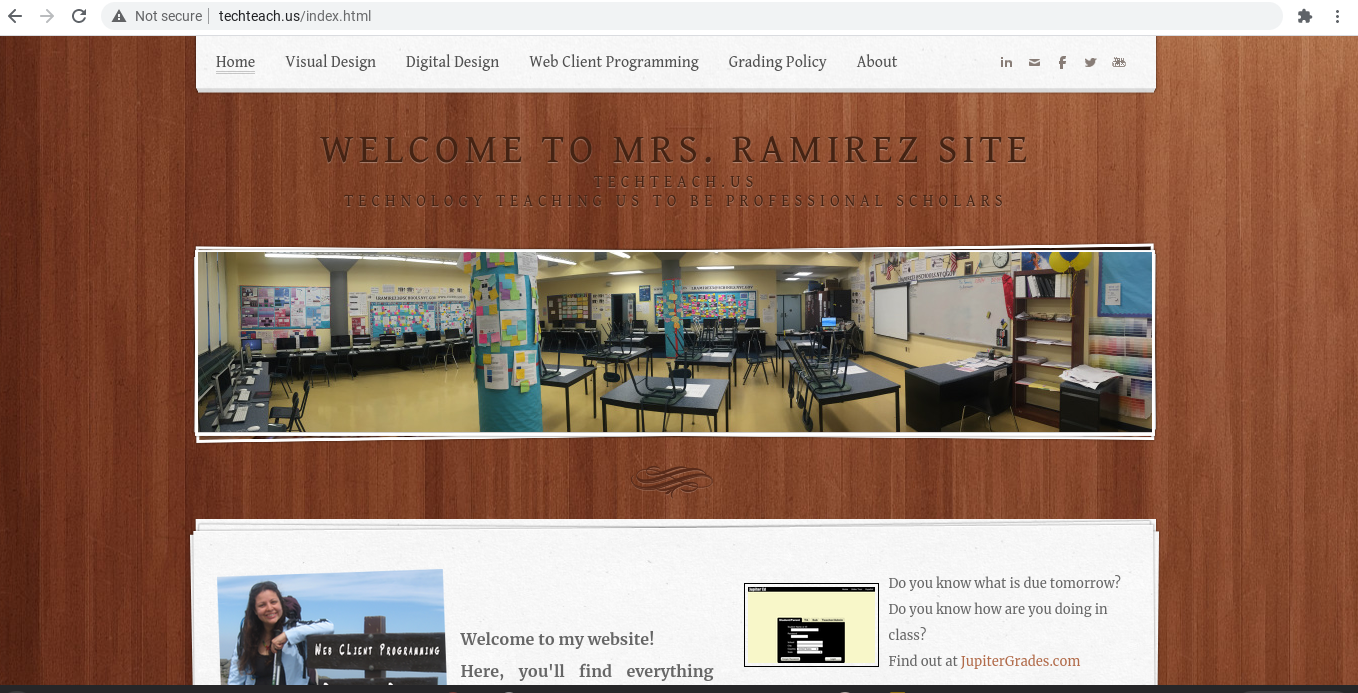 Not secure techteach.us/index.html
Home Visual Design Digital Design Web Client Programming Grading Policy About
WELCOME TO MRS. RAMIREZ SITE
TECHTEACH.US
TECHNOLOGY TEACHING US TO BE PROFESSIONAL SCHOLARS
Welcome to my website!
Here, you'll find everything
WEB CLIENT PROGRAMMING
Do you know what is due tomorrow?
Do you know how are you doing in
class?
Find out at JupiterGrades.com